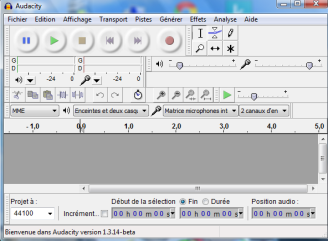 Audacity
Fichier Edition Affichage Transport Pistes Générer Effets Analyse Aide
G G
D D
-24 0 -24 0
MME Enceintes et deux casq. Matrice microphones int 2 canaux d'en
- 1,0 0,0 1,0 2,0 3,0 4,0 5,0
Projet à : Début de la sélection Fin Durée Position audio :
44100 Incrément.. 00 h 00 m 00 s 00 h 00 m 00 s 00 h 00 m 00 s
Bienvenue dans Audacity version 1.3.14-beta